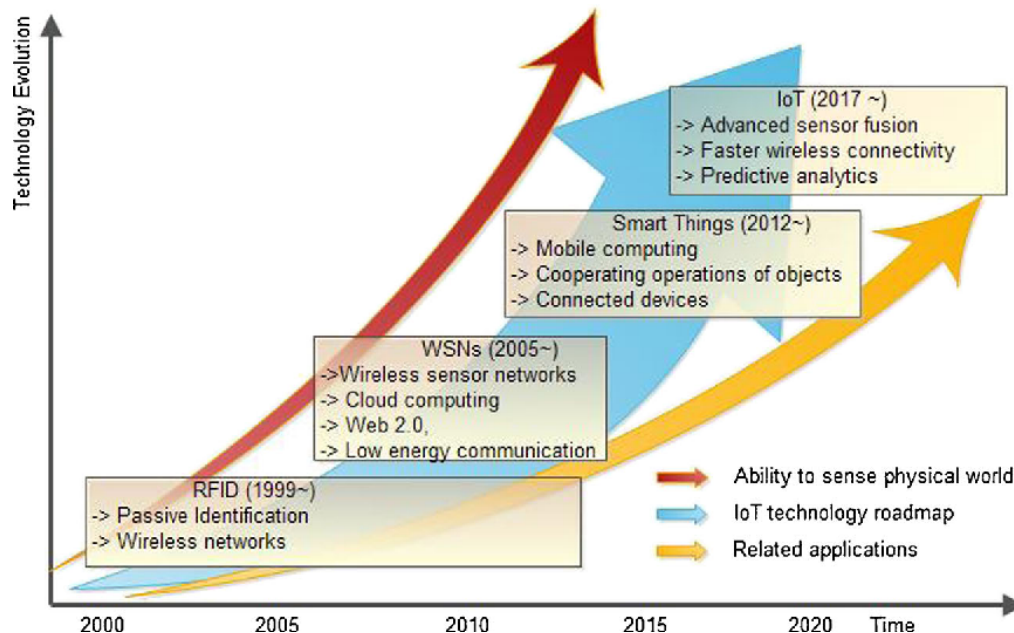 Technology Evolution
IoT (2017 ~)
-> Advanced sensor fusion
-> Faster wireless connectivity
-> Predictive analytics
Smart Things (2012~)
-> Mobile computing
-> Cooperating operations of objects
-> Connected devices
WSNs (2005~)
->Wireless sensor networks
-> Cloud computing
-> Web 2.0,
-> Low energy communication
RFID (1999~)
-> Passive Identification
-> Wireless networks
Ability to sense physical world
IoT technology roadmap
Related applications
2000 2005 2010 2015 2020 Time